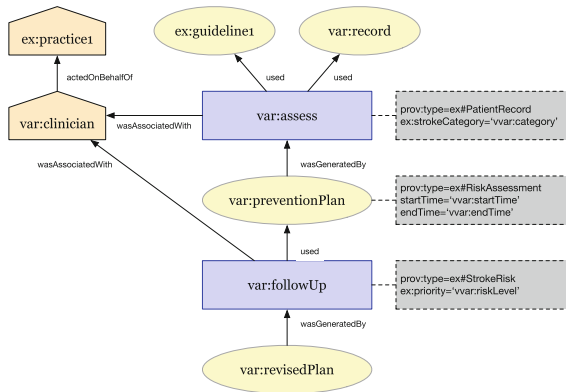 ex:practice1
ex:guideline1
var:record
actedOnBehalfOf
used
used
var:clinician
wasAssociatedWith
var:assess
prov:type=ex#PatientRecord
ex:strokeCategory='vvar:category'
wasAssociatedWith
wasGeneratedBy
var:preventionPlan
prov:type=ex#RiskAssessment
startTime='vvar:startTime'
endTime='vvar:endTime'
used
var:followUp
prov:type=ex#StrokeRisk
ex:priority='vvar:riskLevel'
wasGeneratedBy
var:revisedPlan